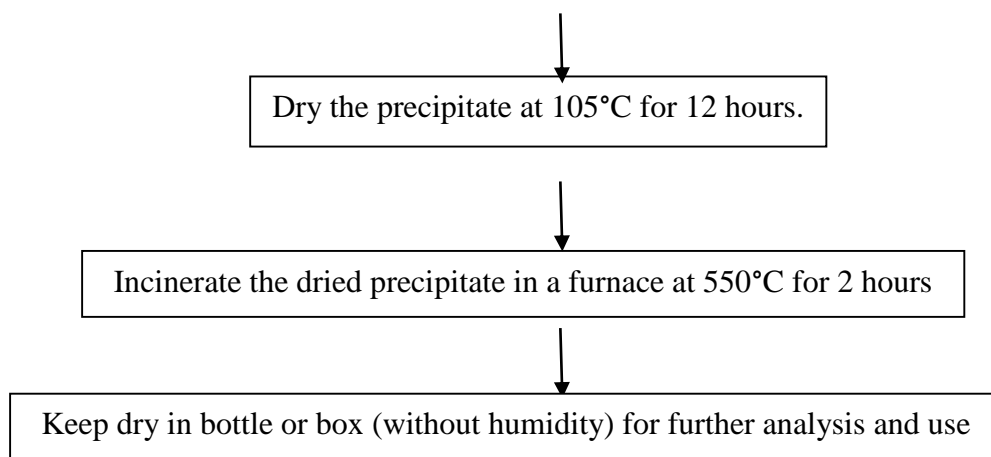 Dry the precipitate at 105°C for 12 hours.
Incinerate the dried precipitate in a furnace at 550°C for 2 hours
Keep dry in bottle or box (without humidity) for further analysis and use